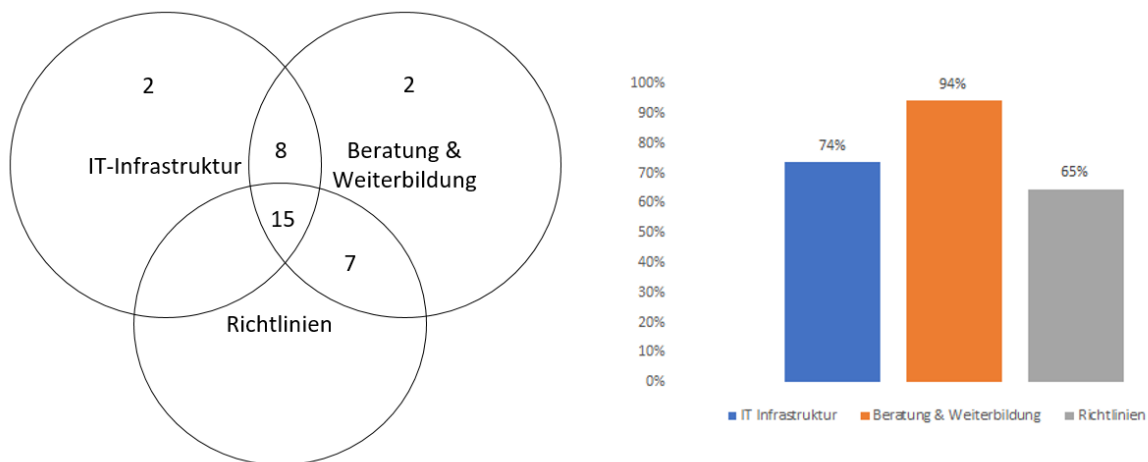 2
2
8
IT-Infrastruktur
Beratung &
Weiterbildung
15
7
Richtlinien
100%
90%
80%
70%
60%
50%
40%
30%
20%
10%
0%
74%
94%
65%
IT Infrastruktur
Beratung & Weiterbildung
Richtlinien